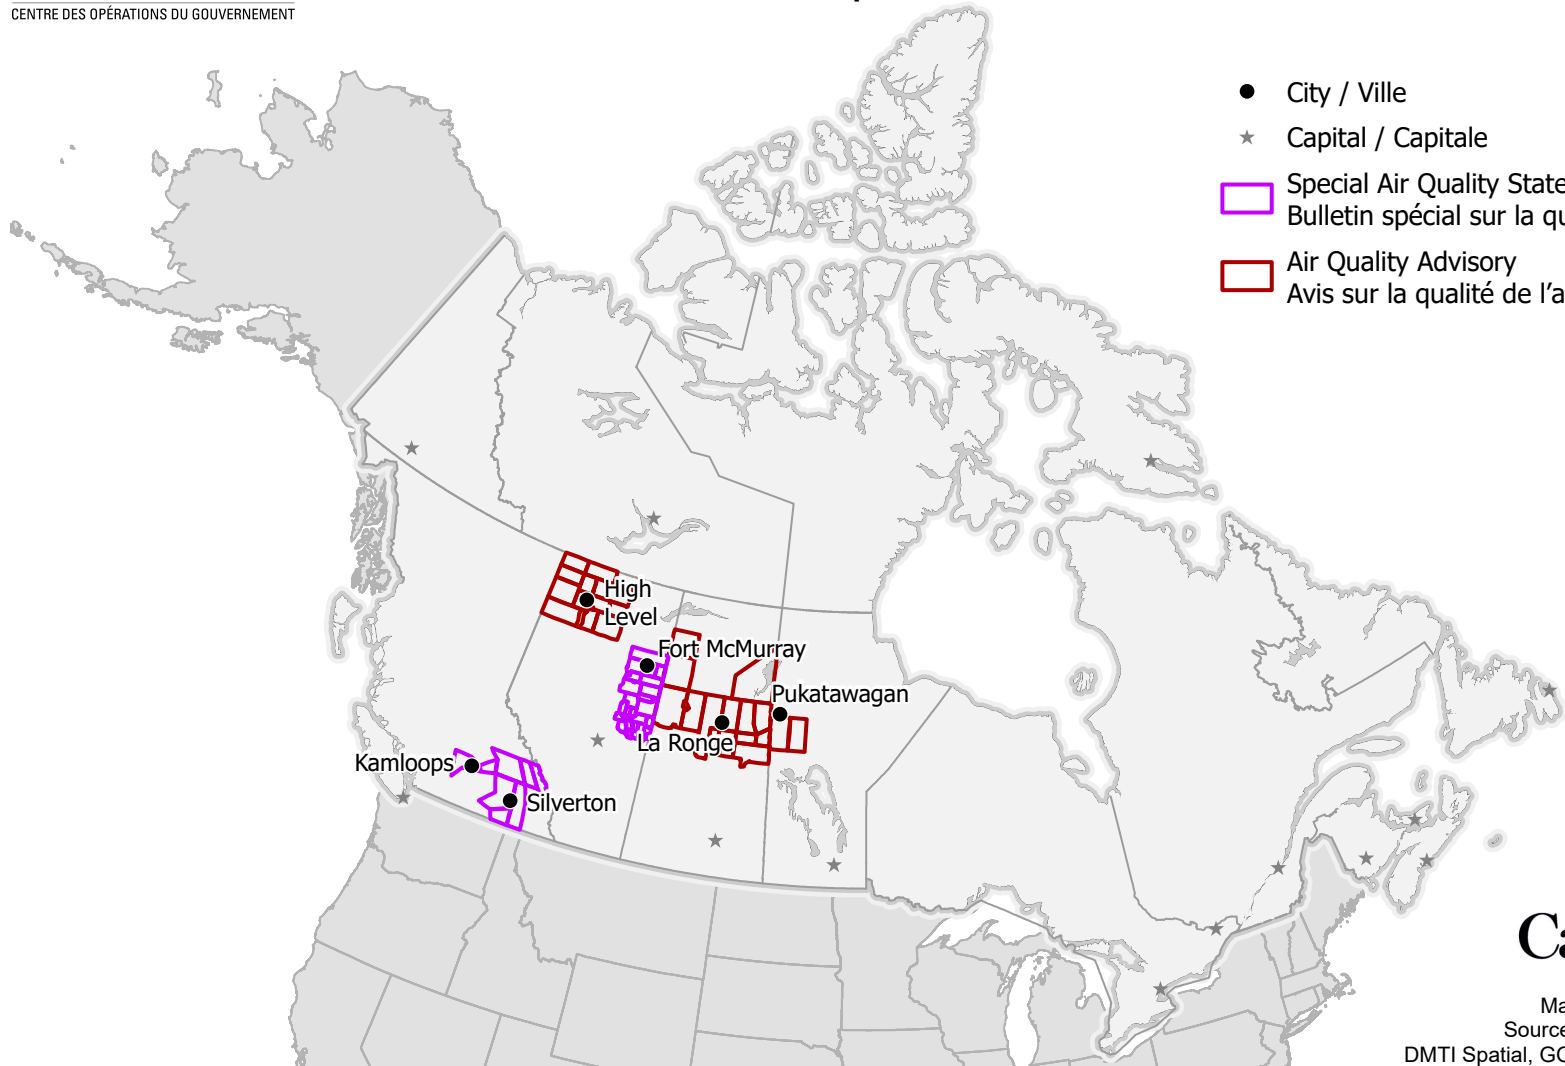 CENTRE DES OPÉRATIONS DU GOUVERNEMENT
City / Ville
Capital / Capitale
Special Air Quality State
Bulletin spécial sur la qu
Air Quality Advisory
Avis sur la qualité de l'a
High
Level
Fort McMurray
Pukatawagan
La Ronge
Kamloops
Silverton
Ca
Ma
Source
DMTI Spatial, GC